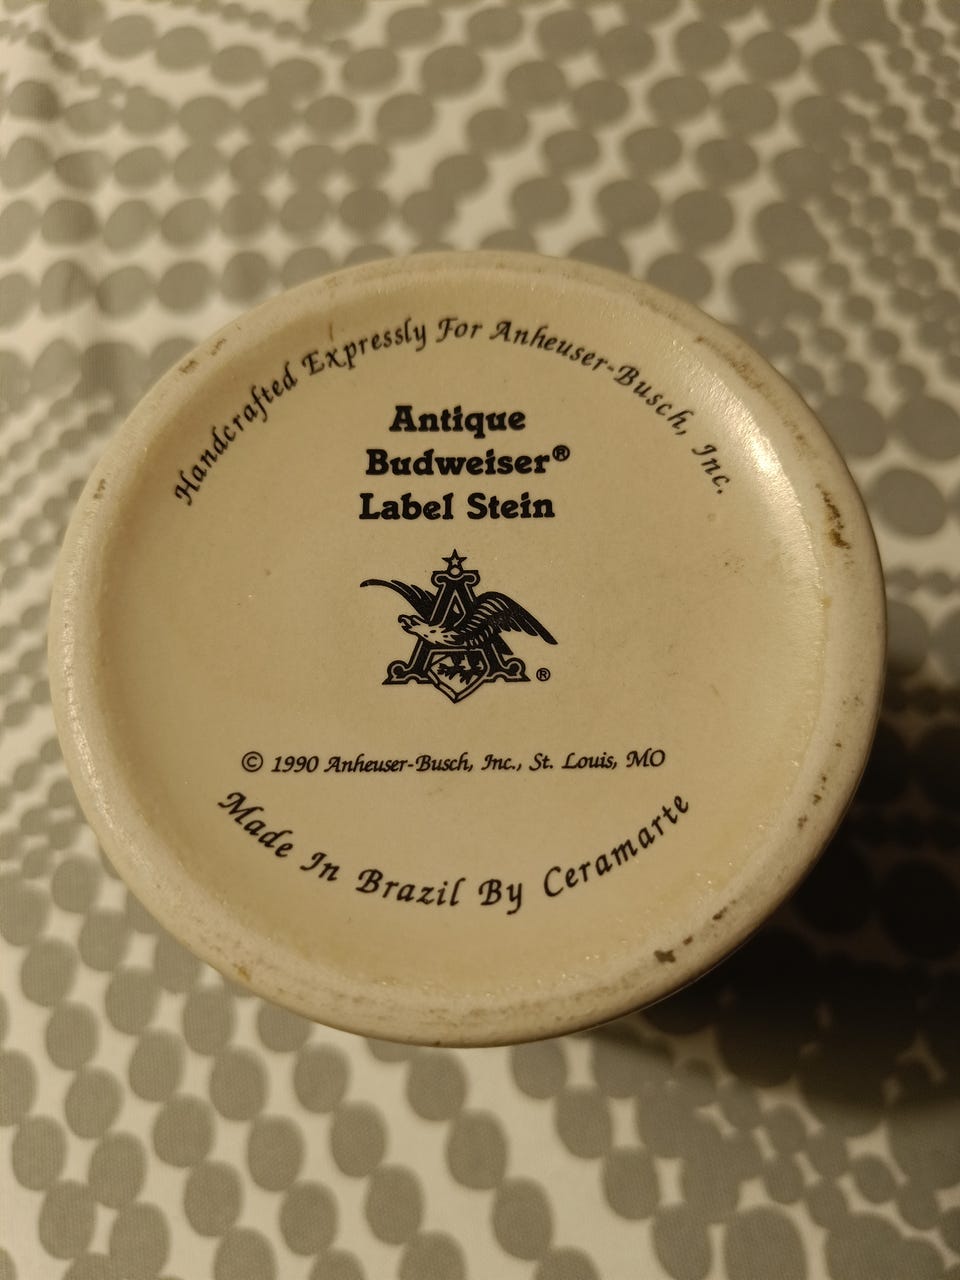 Handcrafted Expressly For Anheuser-Busch, Inc.
Antique
Budweiser®
Label Stein
®
© 1990 Anheuser-Busch, Inc., St. Louis, MO
Made In Brazil By Ceramarte